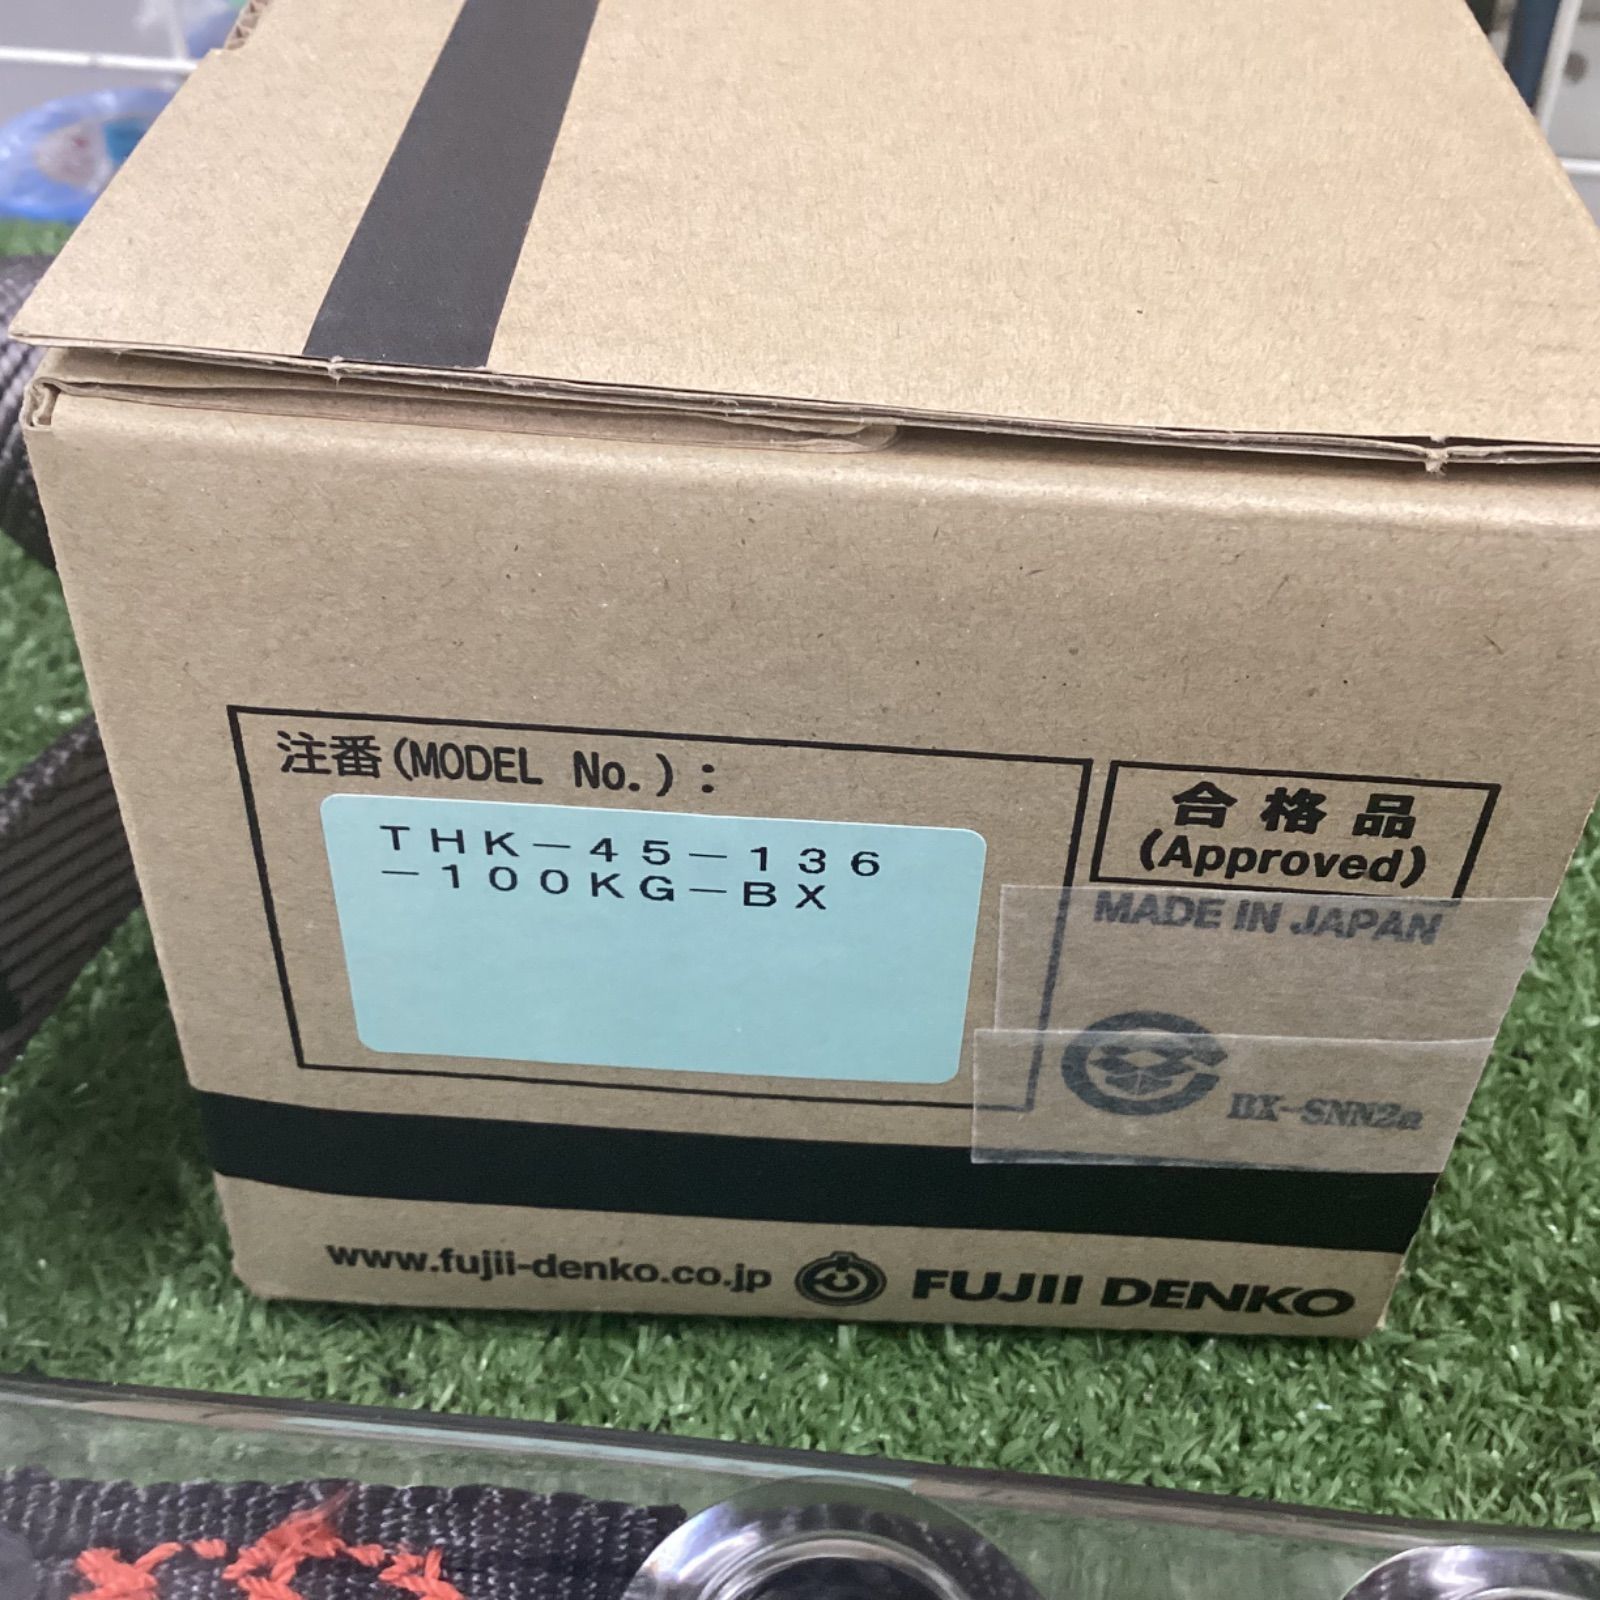 注番(MODEL No.):
ＴＨＫ－４５－１３６
－１００ＫＧ－ＢＸ
合格品
(Approved)
MADE IN JAPAN
BX-SNN2a
www.fujii-denko.co.jp FUJII DENKO